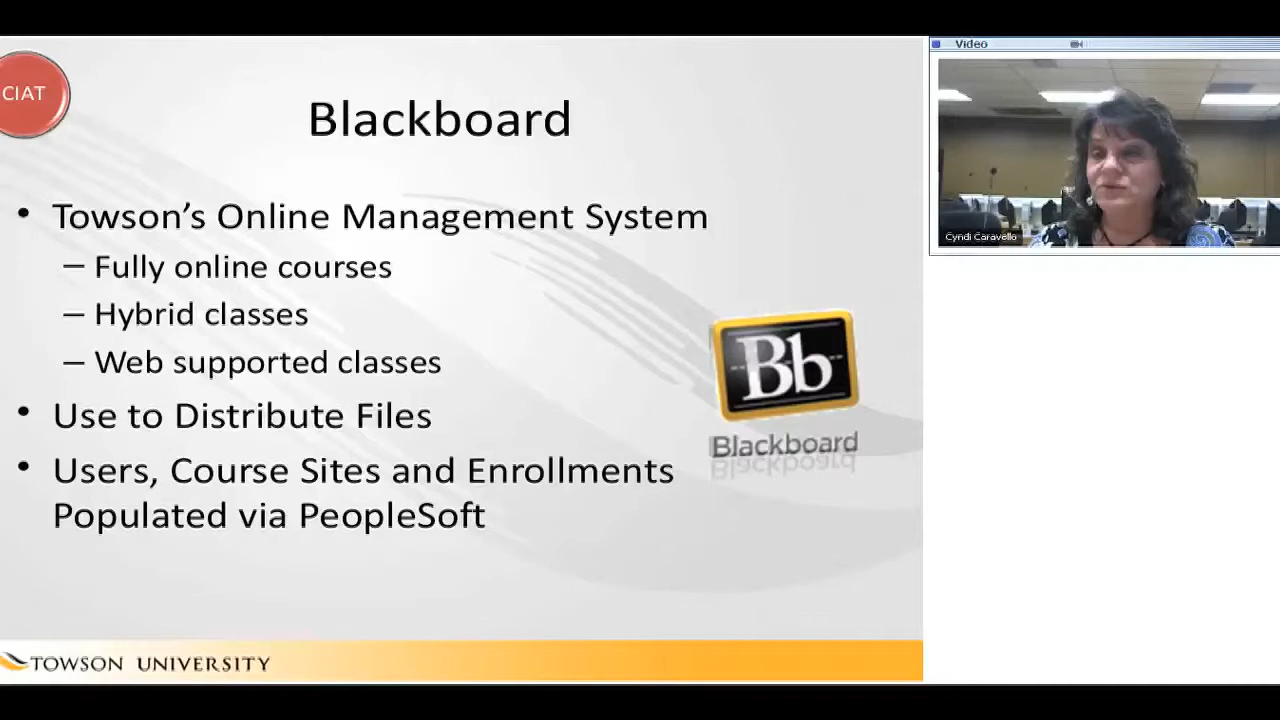 CIAT
Blackboard
• Towson’s Online Management System
– Fully online courses
– Hybrid classes
– Web supported classes
• Use to Distribute Files
• Users, Course Sites and Enrollments
Populated via PeopleSoft
Bb
Blackboard
TOWSON UNIVERSITY
Video
Cyndi Caravello